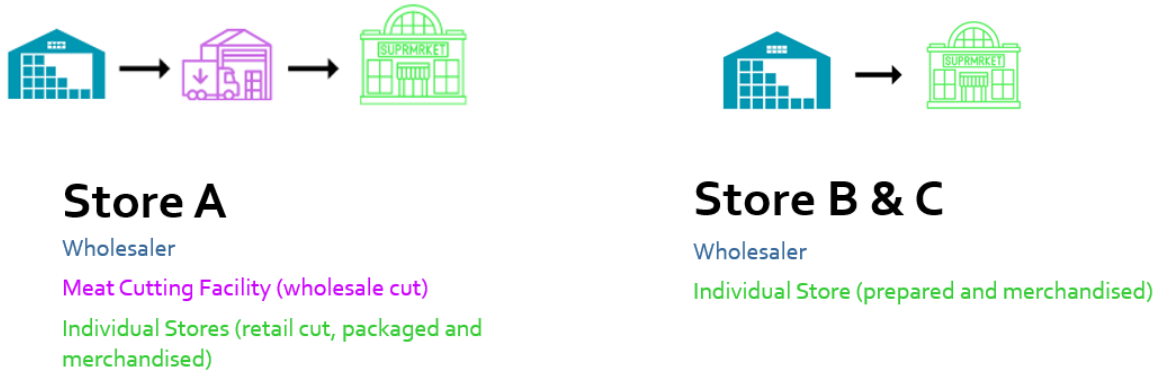 SUPRMRKET
SUPRMRKET
Store A
Wholesaler
Meat Cutting Facility (wholesale cut)
Individual Stores (retail cut, packaged and
merchandised)
Store B & C
Wholesaler
Individual Store (prepared and merchandised)